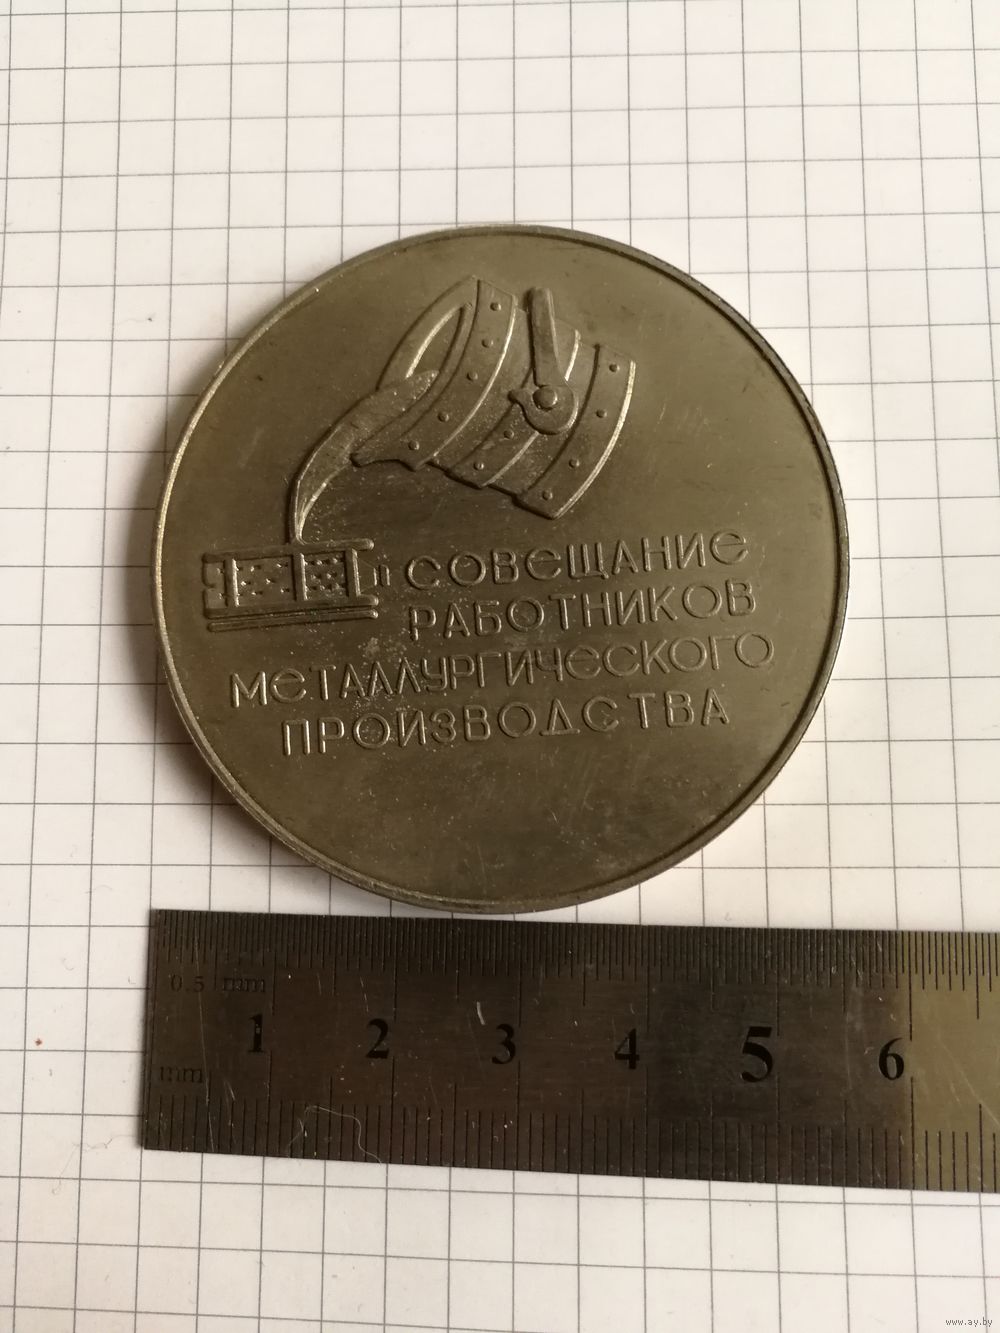 СОВЕЩАНИЕ
РАБОТНИКОВ
МЕТАЛЛУРГИЧЕСКОГО
ПРОИЗВОДСТВА
0.5 mm
1 2 3 4 5 6
mm
www.ay.by